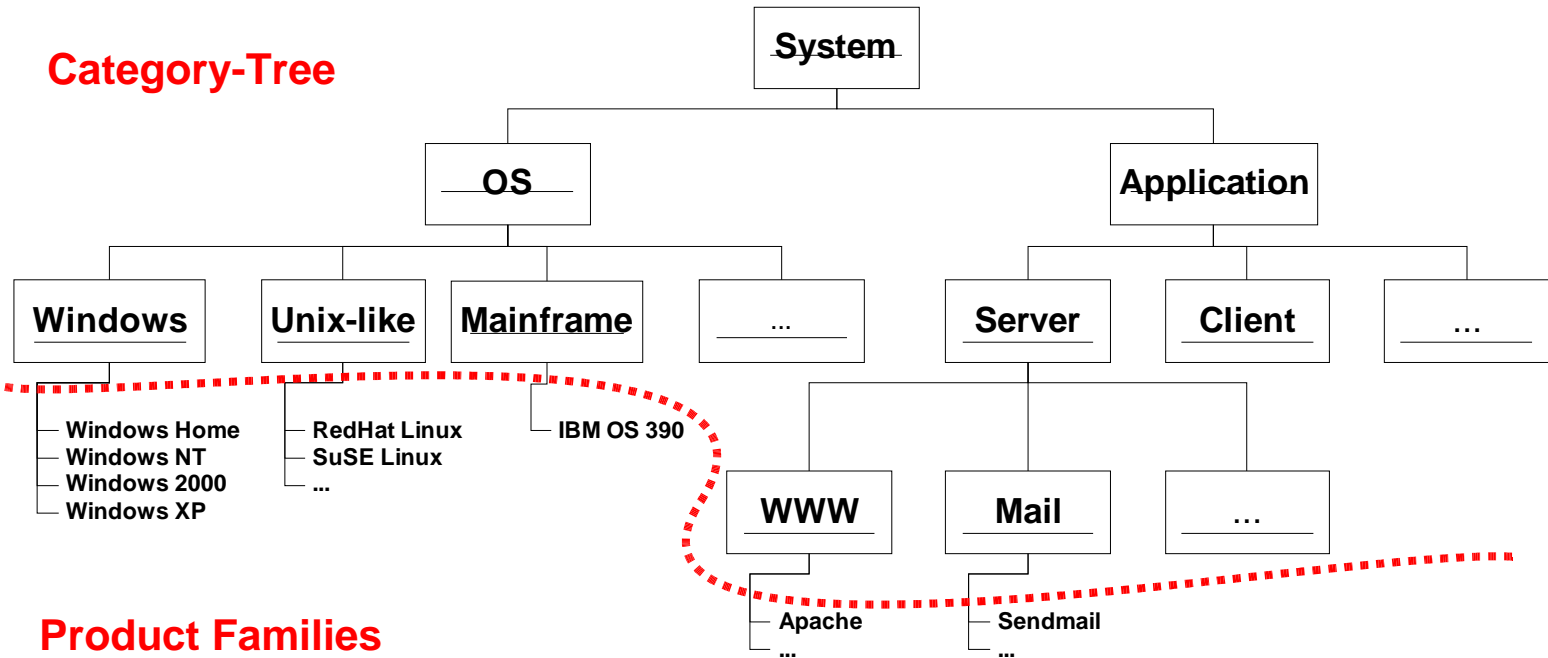 System
Category-Tree
OS
Application
Windows
Unix-like
Mainframe
...
Server
Client
...
Windows Home
Windows NT
Windows 2000
Windows XP
RedHat Linux
SuSE Linux
...
IBM OS 390
WWW
Mail
...
Apache
...
Sendmail
...
Product Families